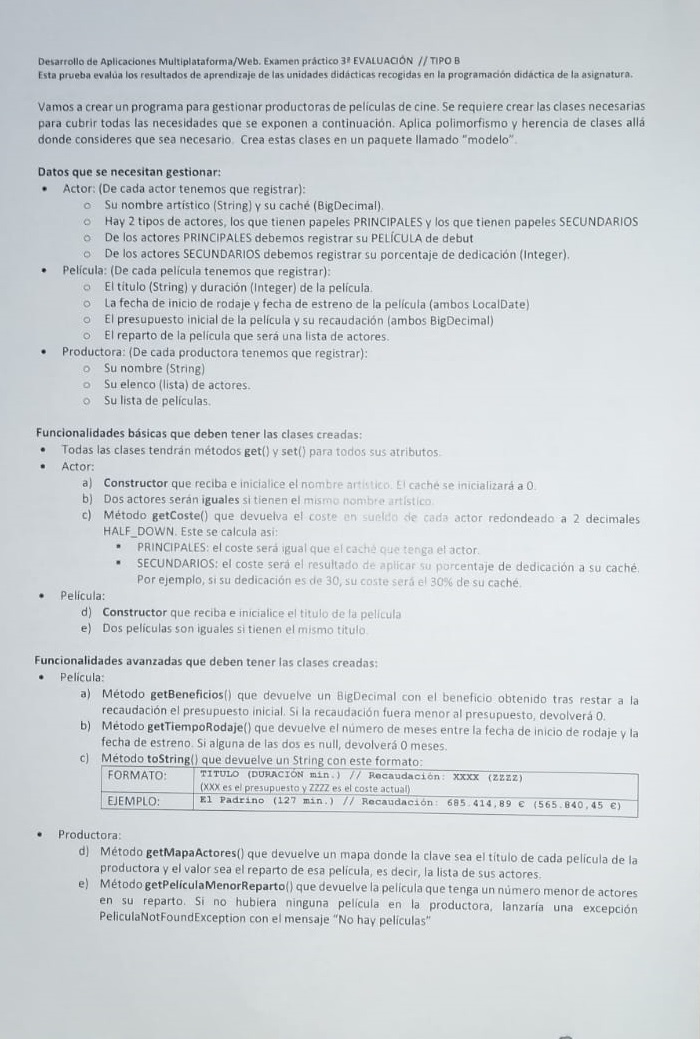 Desarrollo de Aplicaciones Multiplataforma/Web. Examen práctico 3ª EVALUACIÓN // TIPO B
Esta prueba evalúa los resultados de aprendizaje de las unidades didácticas recogidas en la programación didáctica de la asignatura.
Vamos a crear un programa para gestionar productoras de películas de cine. Se requiere crear las clases necesarias
para cubrir todas las necesidades que se exponen a continuación. Aplica polimorfismo y herencia de clases allá
donde consideres que sea necesario. Crea estas clases en un paquete llamado "modelo".
Datos que se necesitan gestionar:
• Actor: (De cada actor tenemos que registrar):
o Su nombre artístico (String) y su caché (BigDecimal).
o Hay 2 tipos de actores, los que tienen papeles PRINCIPALES y los que tienen papeles SECUNDARIOS
o De los actores PRINCIPALES debemos registrar su PELÍCULA de debut
o De los actores SECUNDARIOS debemos registrar su porcentaje de dedicación (Integer).
• Película: (De cada película tenemos que registrar):
o El título (String) y duración (Integer) de la película.
o La fecha de inicio de rodaje y fecha de estreno de la película (ambos LocalDate)
o El presupuesto inicial de la película y su recaudación (ambos BigDecimal)
o El reparto de la película que será una lista de actores.
• Productora: (De cada productora tenemos que registrar):
o Su nombre (String)
o Su elenco (lista) de actores.
o Su lista de películas.
Funcionalidades básicas que deben tener las clases creadas:
• Todas las clases tendrán métodos get() y set() para todos sus atributos.
• Actor:
a) Constructor que reciba e inicialice el nombre artístico. El caché se inicializará a 0.
b) Dos actores serán iguales si tienen el mismo nombre artístico.
c) Método getCoste() que devuelva el coste en sueldo de cada actor redondeado a 2 decimales
HALF_DOWN. Este se calcula así:
▪ PRINCIPALES: el coste será igual que el caché que tenga el actor.
▪ SECUNDARIOS: el coste será el resultado de aplicar su porcentaje de dedicación a su caché.
Por ejemplo, si su dedicación es de 30, su coste será el 30% de su caché.
• Película:
d) Constructor que reciba e inicialice el título de la película
e) Dos películas son iguales si tienen el mismo título.
Funcionalidades avanzadas que deben tener las clases creadas:
• Película:
a) Método getBeneficios() que devuelve un BigDecimal con el beneficio obtenido tras restar a la
recaudación el presupuesto inicial. Si la recaudación fuera menor al presupuesto, devolverá 0.
b) Método getTiempoRodaje() que devuelve el número de meses entre la fecha de inicio de rodaje y la
fecha de estreno. Si alguna de las dos es null, devolverá 0 meses.
c) Método toString() que devuelve un String con este formato:
FORMATO: TITULO (DURACIÓN min.) // Recaudación: XXXX (ZZZZ)
(XXX es el presupuesto y ZZZZ es el coste actual)
EJEMPLO: El Padrino (127 min.) // Recaudación: 685.414,89 € (565.840,45 €)
• Productora:
d) Método getMapaActores() que devuelve un mapa donde la clave sea el título de cada película de la
productora y el valor sea el reparto de esa película, es decir, la lista de sus actores.
e) Método getPelículaMenorReparto() que devuelve la película que tenga un número menor de actores
en su reparto. Si no hubiera ninguna película en la productora, lanzaría una excepción
PeliculaNotFoundException con el mensaje "No hay películas"